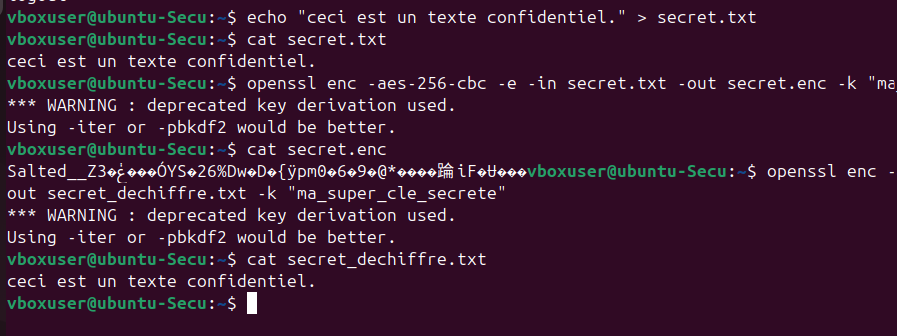 vboxuser@ubuntu-Secu:~$ echo "ceci est un texte confidentiel." > secret.txt
vboxuser@ubuntu-Secu:~$ cat secret.txt
ceci est un texte confidentiel.
vboxuser@ubuntu-Secu:~$ openssl enc -aes-256-cbc -e -in secret.txt -out secret.enc -k "ma_
*** WARNING : deprecated key derivation used.
Using -iter or -pbkdf2 would be better.
vboxuser@ubuntu-Secu:~$ cat secret.enc
Salted__Z3����ÓYS�26%Dw�D�{ÿpm0�6�9�@*����踚iF�� vboxuser@ubuntu-Secu:~$ openssl enc -
out secret_dechiffre.txt -k "ma_super_cle_secrete"
*** WARNING : deprecated key derivation used.
Using -iter or -pbkdf2 would be better.
vboxuser@ubuntu-Secu:~$ cat secret_dechiffre.txt
ceci est un texte confidentiel.
vboxuser@ubuntu-Secu:~$